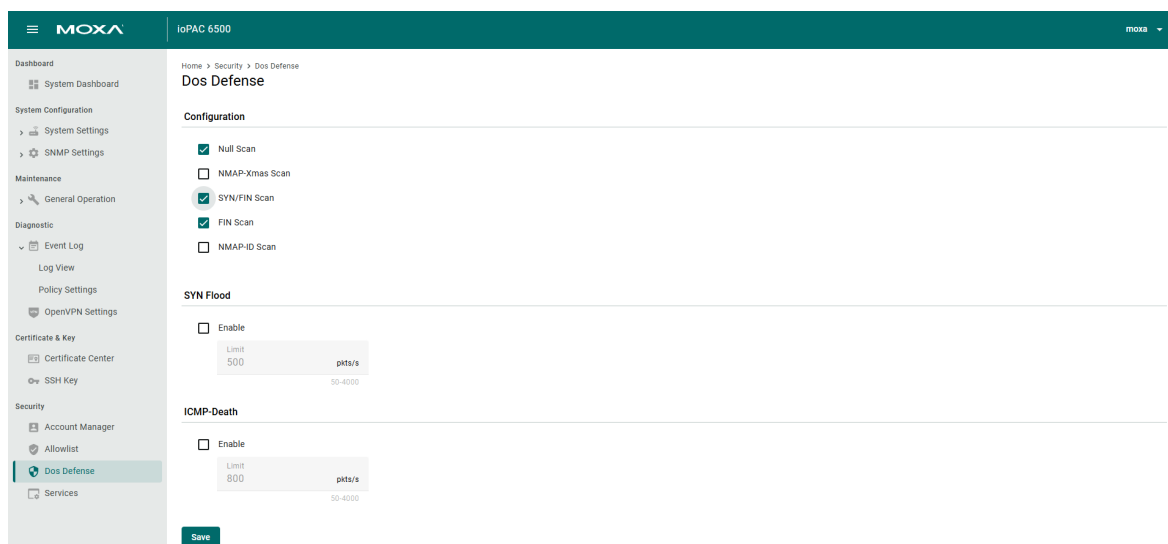 MOXA
ioPAC 6500
moxa
Dashboard
System Dashboard
System Configuration
System Settings
SNMP Settings
Maintenance
General Operation
Diagnostic
Event Log
Log View
Policy Settings
OpenVPN Settings
Certificate & Key
Certificate Center
SSH Key
Security
Account Manager
Allowlist
Dos Defense
Services
Home > Security > Dos Defense
Dos Defense
Configuration
Null Scan
NMAP-Xmas Scan
SYN/FIN Scan
FIN Scan
NMAP-ID Scan
SYN Flood
Enable
Limit
500 pkts/s
50-4000
ICMP-Death
Enable
Limit
800 pkts/s
50-4000
Save